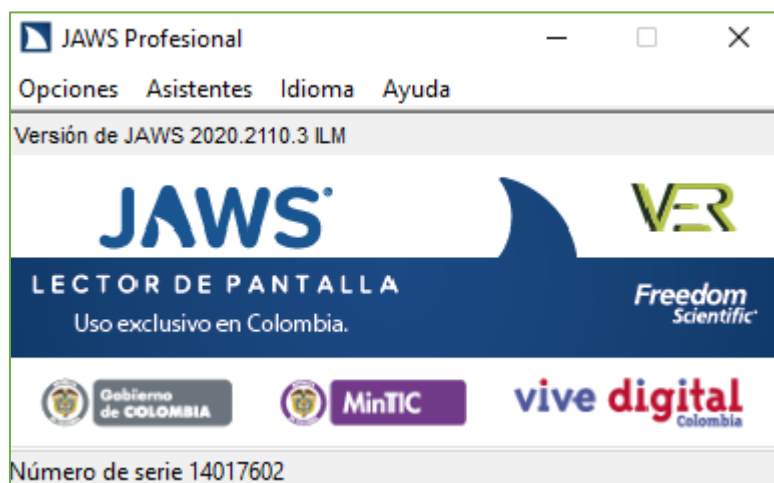 JAWS Profesional
Opciones Asistentes Idioma Ayuda
Versión de JAWS 2020.2110.3 ILM
JAWS®
VER
LECTOR DE PANTALLA
Uso exclusivo en Colombia.
Freedom
Scientific
Gobierno
de COLOMBIA
MinTIC
vive digital
Colombia
Número de serie 14017602